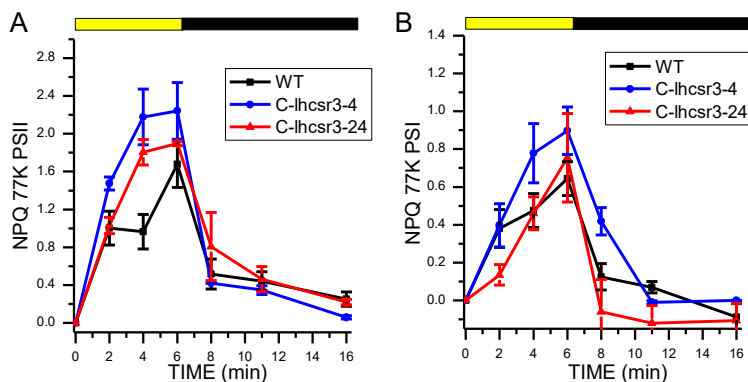 A
NPQ 77K PSII
2.8
2.4
2.0
1.6
1.2
0.8
0.4
0.0
WT
C-lhcsr3-4
C-lhcsr3-24
0 2 4 6 8 10 12 14 16
TIME (min)
B
NPQ 77K PSI
1.4
1.2
1.0
0.8
0.6
0.4
0.2
0.0
WT
C-lhcsr3-4
C-lhcsr3-24
0 2 4 6 8 10 12 14 16
TIME (min)